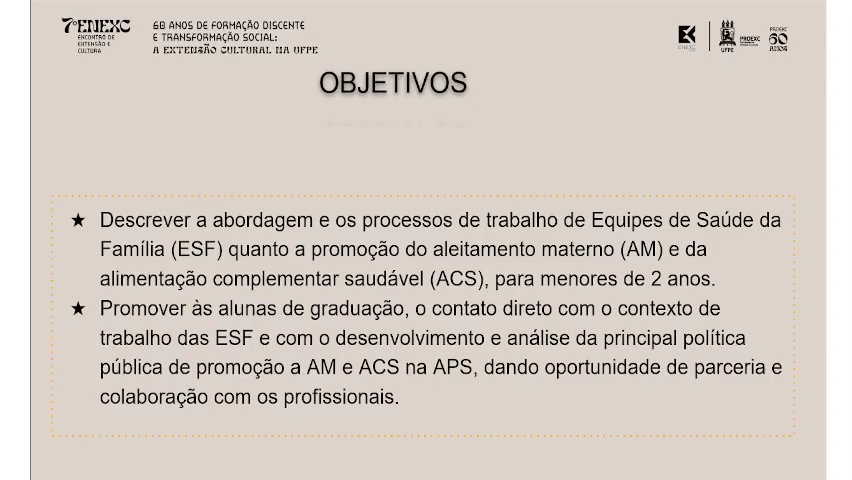 7º ENEXC
ENCONTRO DE
EXTENSÃO E
CULTURA
60 ANOS DE FORMAÇÃO DISCENTE
E TRANSFORMAÇÃO SOCIAL:
A EXTENSÃO CULTURAL NA UFPE
ENEXC
UFPE
PROEXC
PROEXC
60
ANOS
OBJETIVOS
★ Descrever a abordagem e os processos de trabalho de Equipes de Saúde da
Família (ESF) quanto a promoção do aleitamento materno (AM) e da
alimentação complementar saudável (ACS), para menores de 2 anos.
★ Promover às alunas de graduação, o contato direto com o contexto de
trabalho das ESF e com o desenvolvimento e análise da principal política
pública de promoção a AM e ACS na APS, dando oportunidade de parceria e
colaboração com os profissionais.